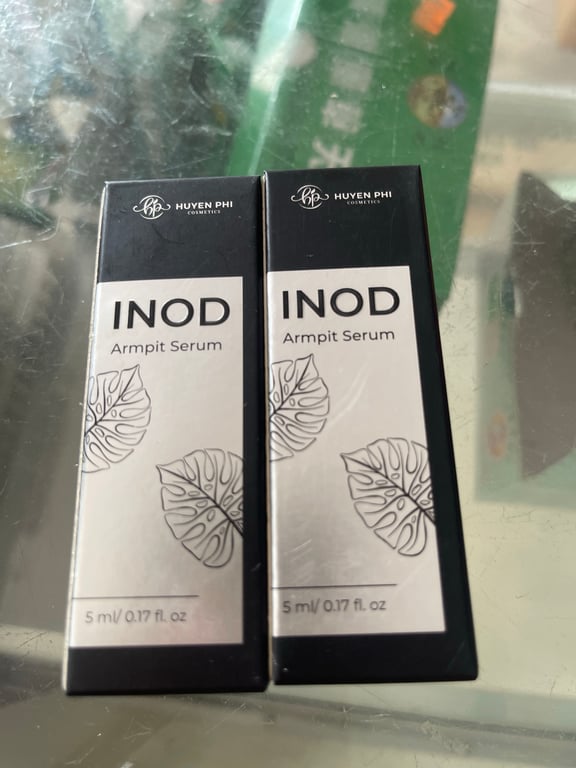 HUYEN PHI
COSMETICS
INOD
Armpit Serum
5 ml/ 0.17 fl. oz
HUYEN PHI
COSMETICS
INOD
Armpit Serum
5 ml/ 0.17 fl. oz